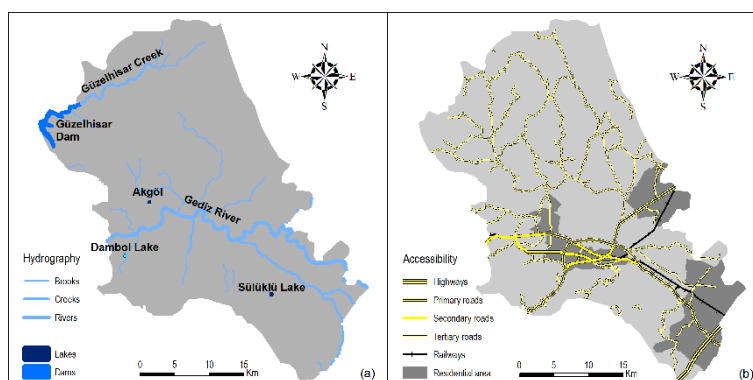 N
W E
S
Güzelhisar Creek
Güzelhisar
Dam
Akgöl
Gediz River
Dambol Lake
Sülüklü Lake
Hydrography
Brooks
Creeks
Rivers
Lakes
Dams
0 5 10 15
Km
(a)
N
W E
S
Accessibility
Highways
Primary roads
Secondary roads
Tertiary roads
Railways
Residential area
0 5 10 15
Km
(b)